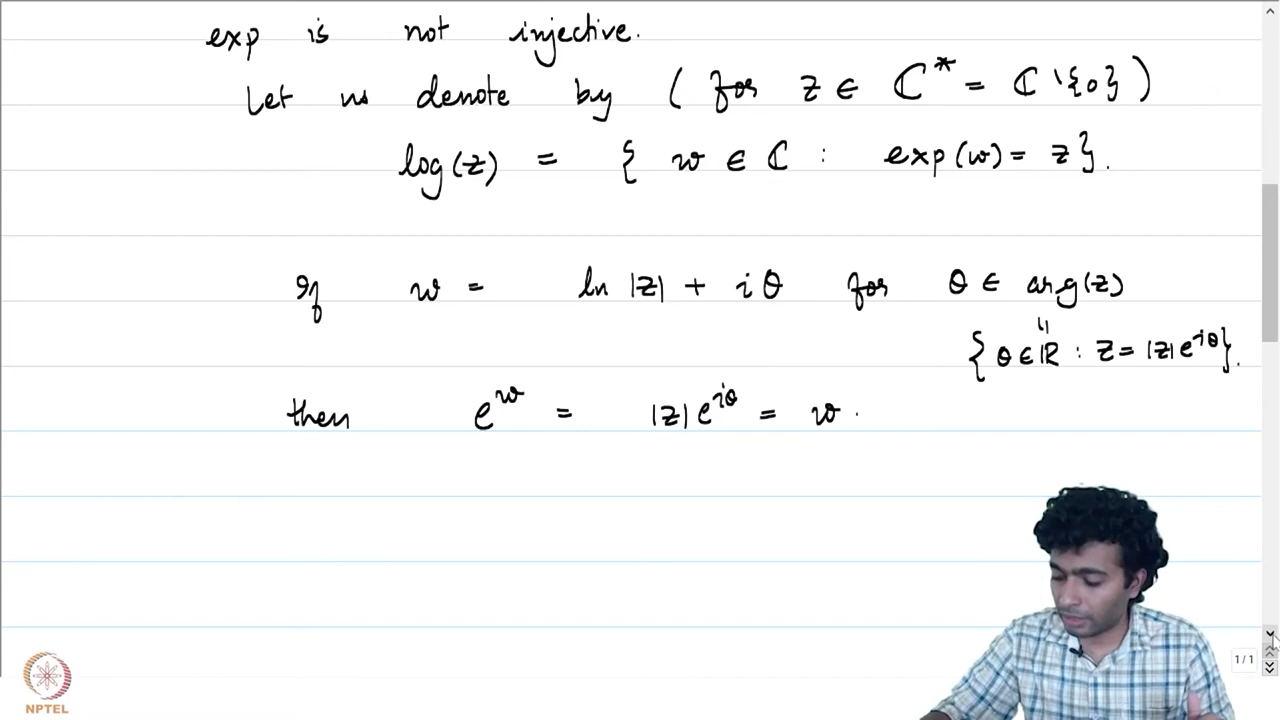 exp is not injective.
Let us denote by ( for z ∈ ℂ* = ℂ \ {0} )
log(z) = { w ∈ ℂ : exp(w) = z }.
If w = ln |z| + iθ for θ ∈ arg(z)
||
{ θ ∈ ℝ : z = |z| e^{iθ} }.
then e^w = |z| e^{iθ} = w.
1 / 1
NPTEL